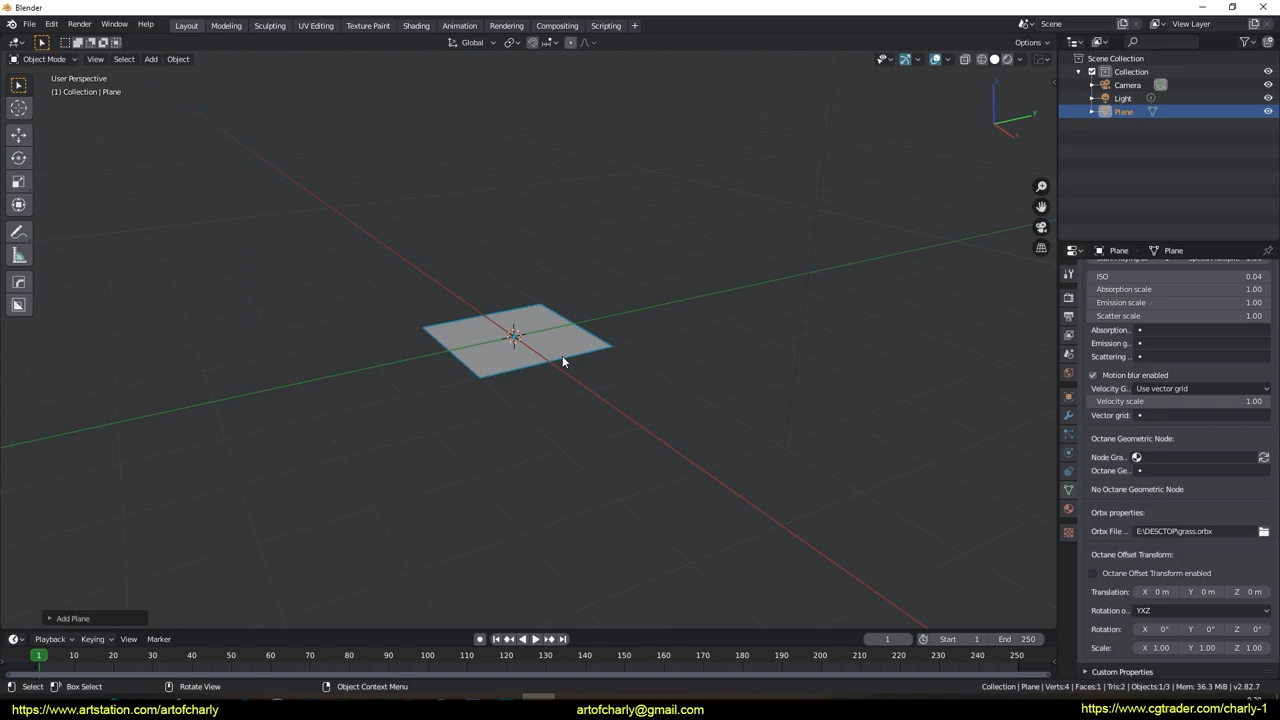 Blender
File Edit Render Window Help
Layout Modeling Sculpting UV Editing Texture Paint Shading Animation Rendering Compositing Scripting +
Scene
View Layer
Global
Options
Object Mode View Select Add Object
User Perspective
(1) Collection | Plane
Scene Collection
Collection
Camera
Light
Plane
Plane Plane
ISO 0.04
Absorption scale 1.00
Emission scale 1.00
Scatter scale 1.00
Absorption..
Emission g..
Scattering ..
Motion blur enabled
Velocity G.. Use vector grid
Velocity scale 1.00
Vector grid:
Octane Geometric Node:
Node Gra..
Octane Ge..
No Octane Geometric Node
Orbx properties:
Orbx File .. E:\DESCTOP\grass.orbx
Octane Offset Transform:
Octane Offset Transform enabled
Translation: X 0 m Y 0 m Z 0 m
Rotation o.. YXZ
Rotation: X 0° Y 0° Z 0°
Scale: X 1.00 Y 1.00 Z 1.00
Custom Properties
Add Plane
Playback Keying View Marker
1 Start 1 End 250
1 10 20 30 40 50 60 70 80 90 100 110 120 130 140 150 160 170 180 190 200 210 220 230 240 250
Select Box Select Rotate View Object Context Menu
Collection | Plane | Verts:4 | Faces:1 | Tris:2 | Objects:1/3 | Mem: 36.3 MiB | v2.82.7
https://www.artstation.com/artofcharly
artofcharly@gmail.com
https://www.cgtrader.com/charly-1